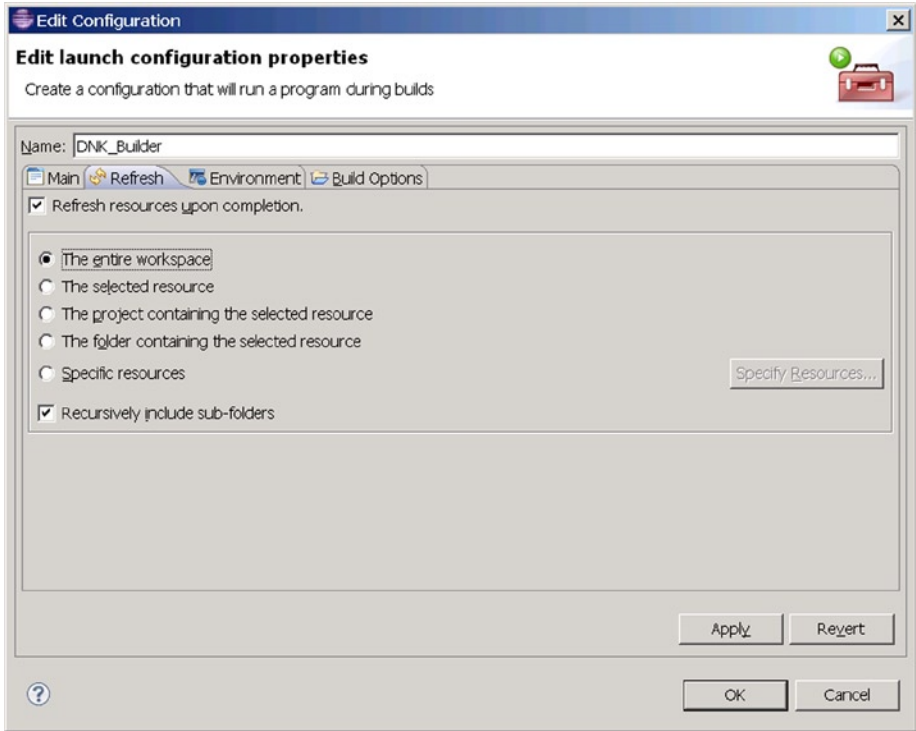 Edit Configuration
Edit launch configuration properties
Create a configuration that will run a program during builds
Name: DNK_Builder
Main Refresh Environment Build Options
Refresh resources upon completion.
The entire workspace
The selected resource
The project containing the selected resource
The folder containing the selected resource
Specific resources Specify Resources...
Recursively include sub-folders
Apply Revert
? OK Cancel